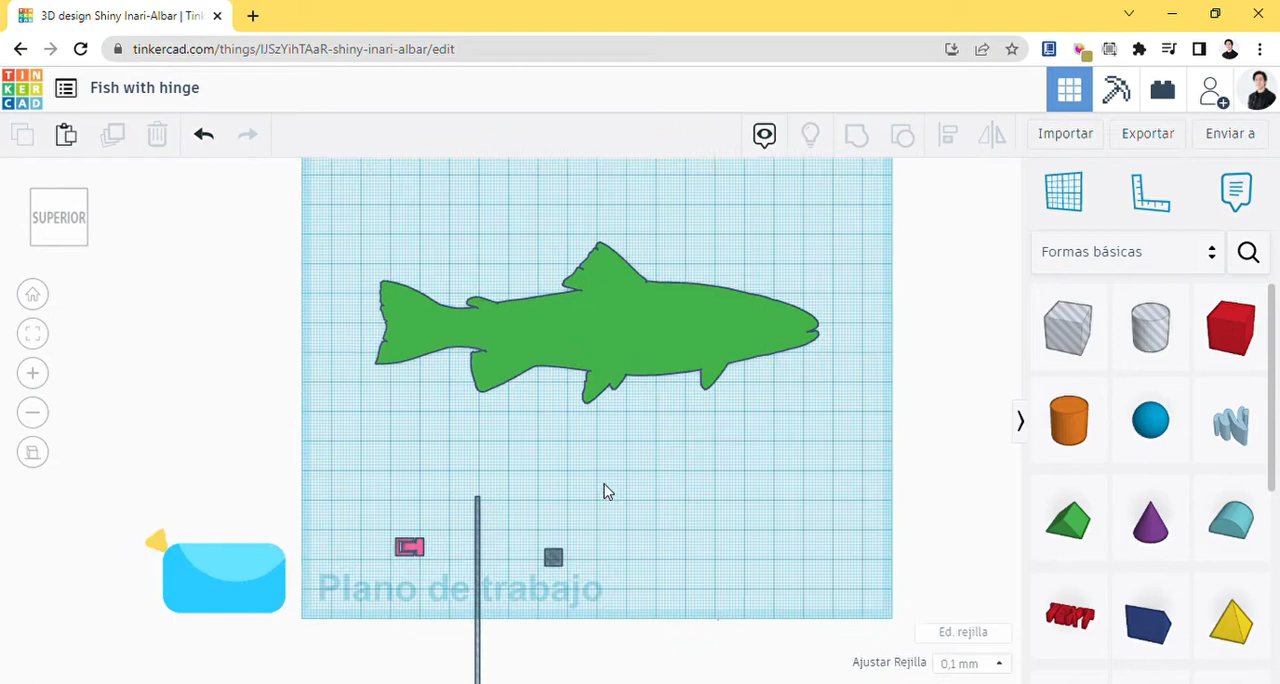 3D design Shiny Inari-Albar | Tin
tinkercad.com/things/lJSzYihTAaR-shiny-inari-albar/edit
TIN
KER
CAD
Fish with hinge
Importar
Exportar
Enviar a
SUPERIOR
Formas básicas
TEXT
Plano de trabajo
Ed. rejilla
Ajustar Rejilla
0,1 mm